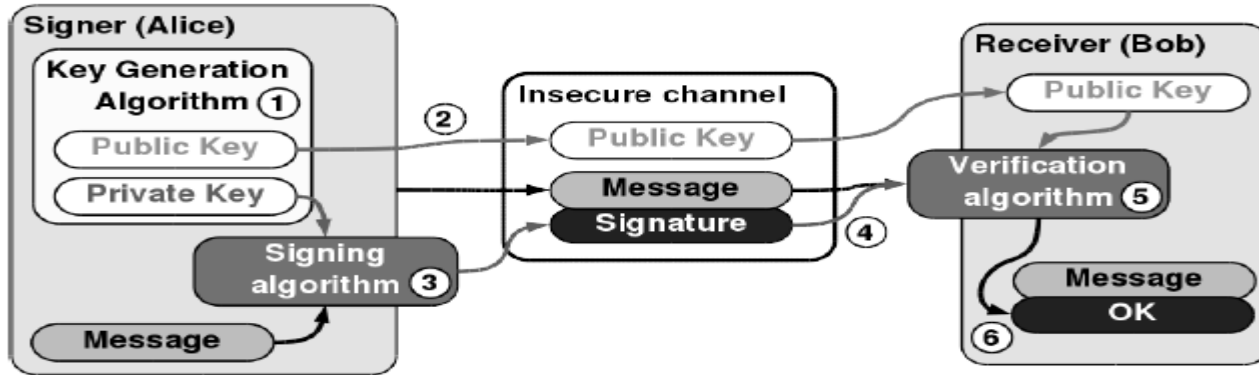 Signer (Alice)
Key Generation
Algorithm 1
Public Key
Private Key
Signing
algorithm 3
Message
2
Insecure channel
Public Key
Message
Signature
4
Receiver (Bob)
Public Key
Verification
algorithm 5
Message
OK
6